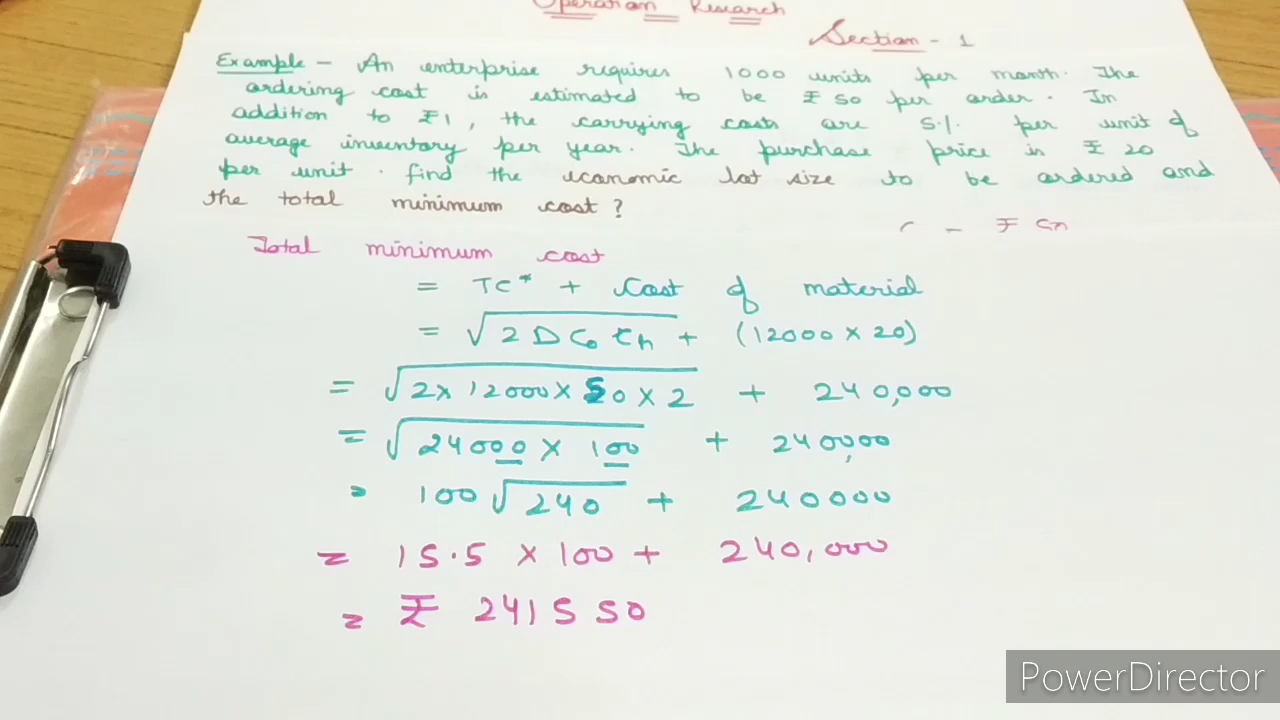 Operation Research
Section - 1
Example - An enterprise requires 1000 units per month. The
ordering cost is estimated to be ₹ 50 per order. In
addition to ₹1, the carrying costs are 5% per unit of
average inventory per year. The purchase price is ₹ 20
per unit. find the economic lot size to be ordered and
the total minimum cost?
Total minimum cost
= TC* + Cost of material
= √2DCoCh + (12000 × 20)
= √2× 12000× 50 × 2 + 240,000
= √24000 × 100 + 240,000
= 100 √240 + 240000
= 15.5 × 100 + 240,000
= ₹ 241550
PowerDirector